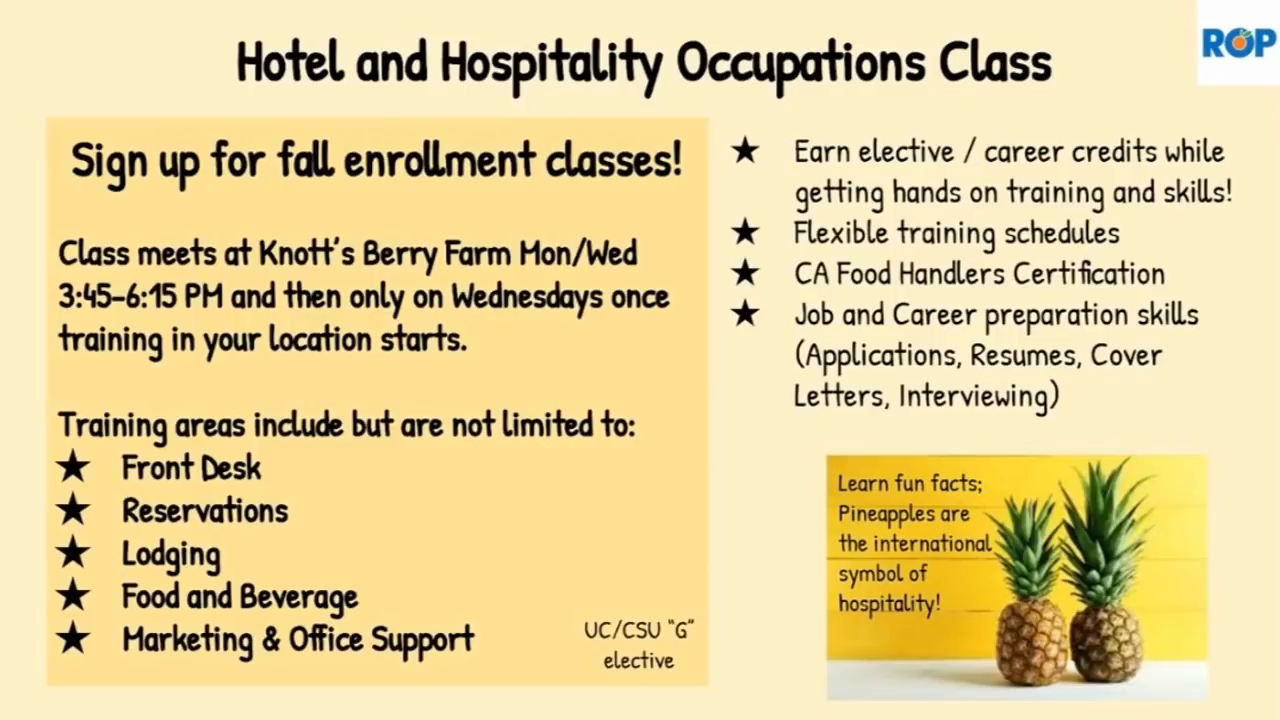 Hotel and Hospitality Occupations Class
ROP
Sign up for fall enrollment classes!
Class meets at Knott's Berry Farm Mon/Wed
3:45-6:15 PM and then only on Wednesdays once
training in your location starts.
Training areas include but are not limited to:
★ Front Desk
★ Reservations
★ Lodging
★ Food and Beverage
★ Marketing & Office Support
UC/CSU "G"
elective
★ Earn elective / career credits while
getting hands on training and skills!
★ Flexible training schedules
★ CA Food Handlers Certification
★ Job and Career preparation skills
(Applications, Resumes, Cover
Letters, Interviewing)
Learn fun facts;
Pineapples are
the international
symbol of
hospitality!